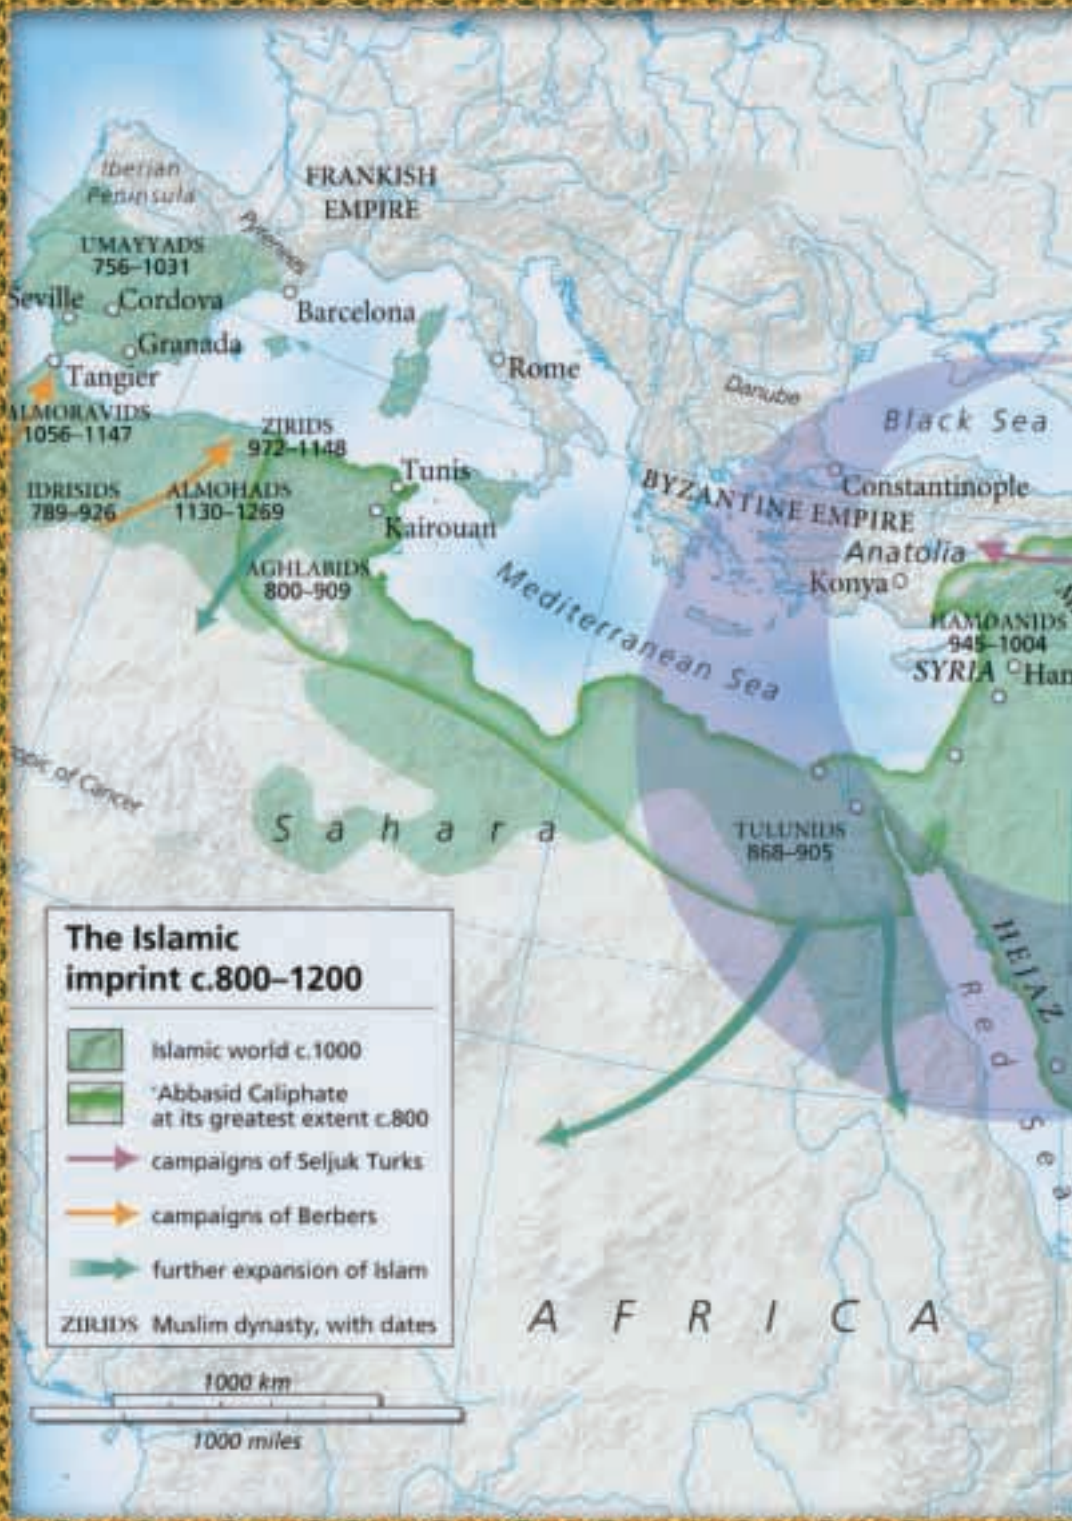 Iberian
Peninsula
FRANKISH
EMPIRE
Pyrenees
UMAYYADS
756–1031
Seville
Cordova
Barcelona
Granada
Tangier
Rome
Danube
Black Sea
ALMORAVIDS
1056–1147
ZIRIDS
972–1148
Tunis
Constantinople
BYZANTINE EMPIRE
IDRISIDS
789–926
ALMOHADS
1130–1269
Kairouan
Anatolia
Konya
AGHLABIDS
800–909
Mediterranean Sea
HAMDANIDS
945–1004
SYRIA
Ham
opic of Cancer
Sahara
TULUNIDS
868–905
HEJAZ
Red Sea
The Islamic
imprint c.800–1200
Islamic world c.1000
‘Abbasid Caliphate
at its greatest extent c.800
campaigns of Seljuk Turks
campaigns of Berbers
further expansion of Islam
ZIRIDS Muslim dynasty, with dates
AFRICA
1000 km
1000 miles